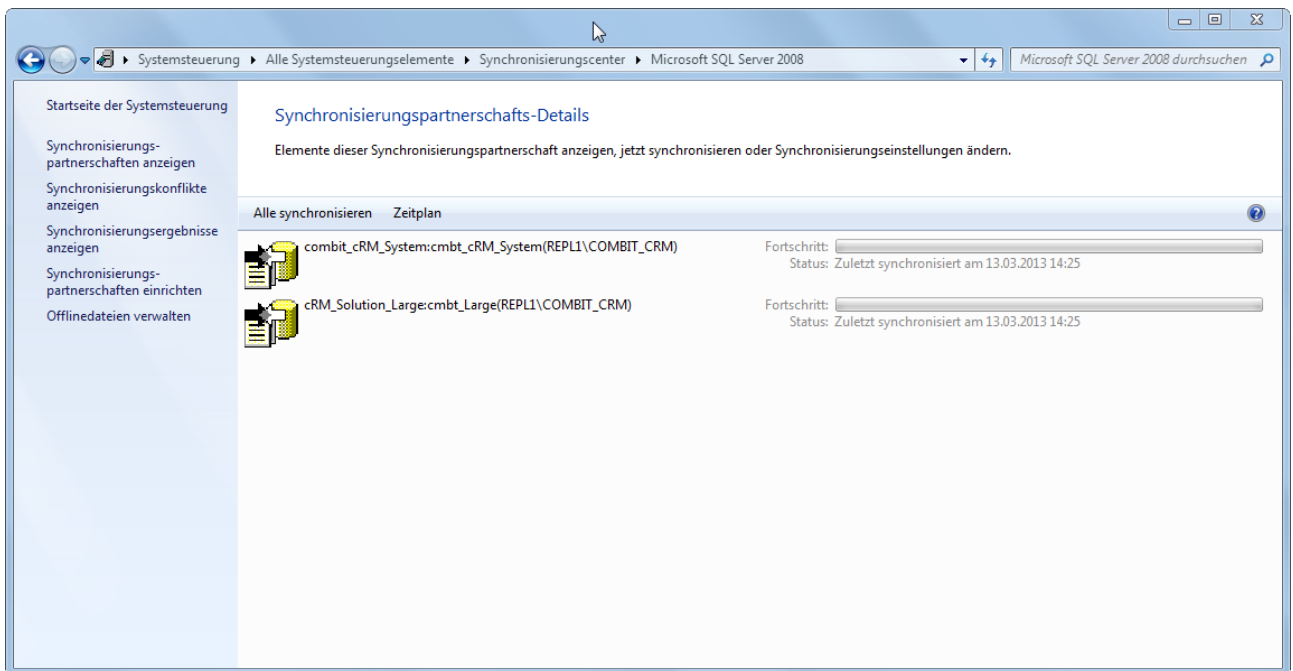 Systemsteuerung ▸ Alle Systemsteuerungselemente ▸ Synchronisierungscenter ▸ Microsoft SQL Server 2008
Microsoft SQL Server 2008 durchsuchen
Startseite der Systemsteuerung
Synchronisierungs-
partnerschaften anzeigen
Synchronisierungskonflikte
anzeigen
Synchronisierungsergebnisse
anzeigen
Synchronisierungs-
partnerschaften einrichten
Offlinedateien verwalten
Synchronisierungspartnerschafts-Details
Elemente dieser Synchronisierungspartnerschaft anzeigen, jetzt synchronisieren oder Synchronisierungseinstellungen ändern.
Alle synchronisieren Zeitplan
combit_cRM_System:cmbt_cRM_System(REPL1\COMBIT_CRM)
Fortschritt:
Status: Zuletzt synchronisiert am 13.03.2013 14:25
cRM_Solution_Large:cmbt_Large(REPL1\COMBIT_CRM)
Fortschritt:
Status: Zuletzt synchronisiert am 13.03.2013 14:25